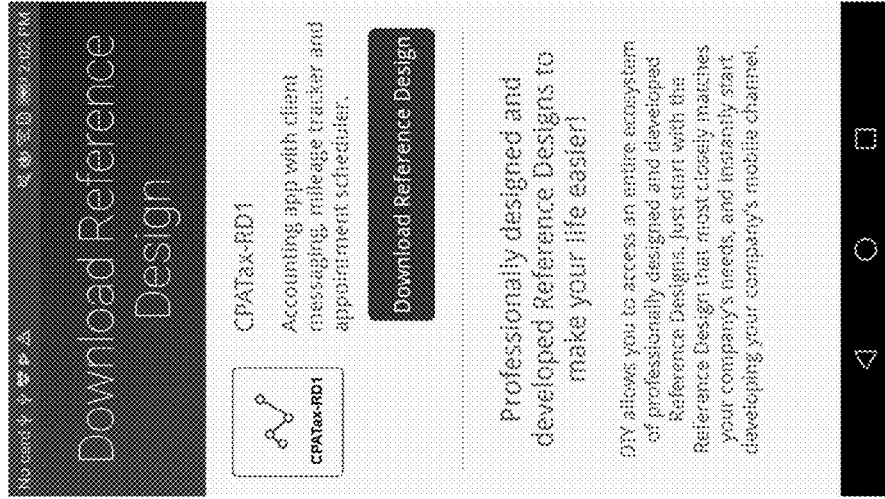 2:02 PM
Download Reference
Design
CPATax-RD1
CPATax-RD1
Accounting app with client
messaging, mileage tracker and
appointment scheduler.
Download Reference Design
Professionally designed and
developed Reference Designs to
make your life easier!
DIY allows you to access an entire ecosystem
of professionally designed and developed
Reference Designs. Just start with the
Reference Design that most closely matches
your company's needs, and instantly start
developing your company's mobile channel.